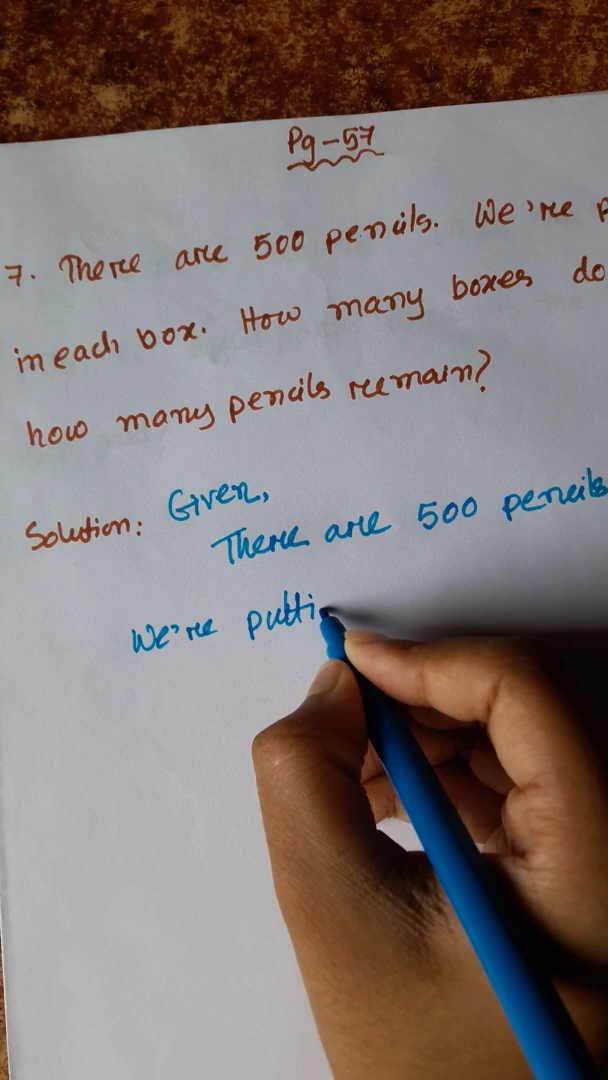 Pg-57
7. There are 500 pencils. We're P
in each box. How many boxes do
how many pencils remain?
Solution: Given,
There are 500 pencils
We're putti